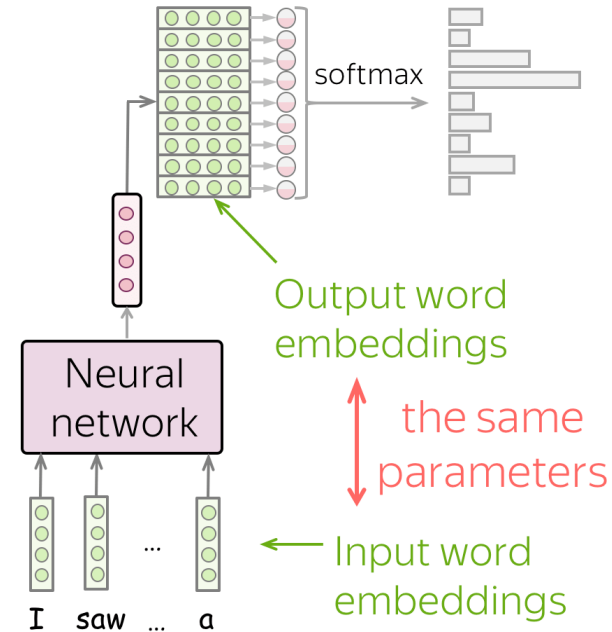 softmax
Output word
embeddings
Neural
network
the same
parameters
...
Input word
embeddings
I saw ... a